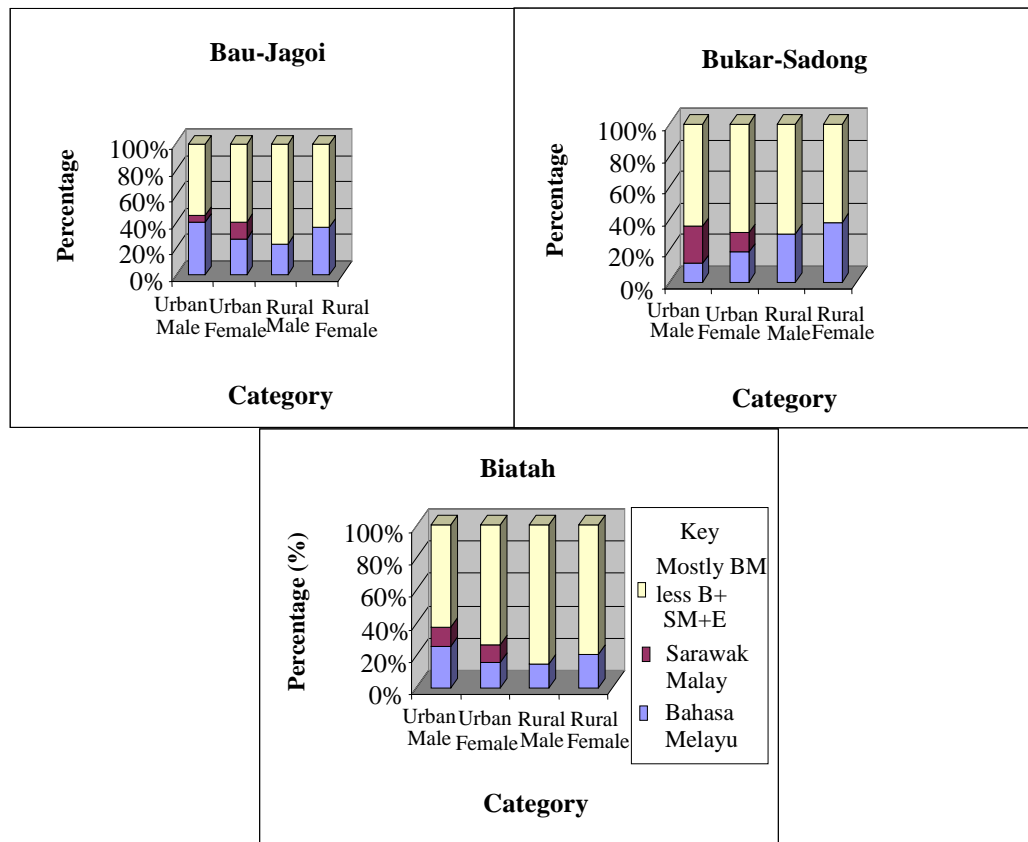 Bau-Jagoi
Percentage
100%
80%
60%
40%
20%
0%
Urban Urban Rural Rural
Male Female Male Female
Category
Bukar-Sadong
Percentage
100%
80%
60%
40%
20%
0%
Urban Urban Rural Rural
Male Female Male Female
Category
Biatah
Percentage (%)
100%
80%
60%
40%
20%
0%
Urban Urban Rural Rural
Male Female Male Female
Category
Key
Mostly BM
less B+
SM+E
Sarawak
Malay
Bahasa
Melayu